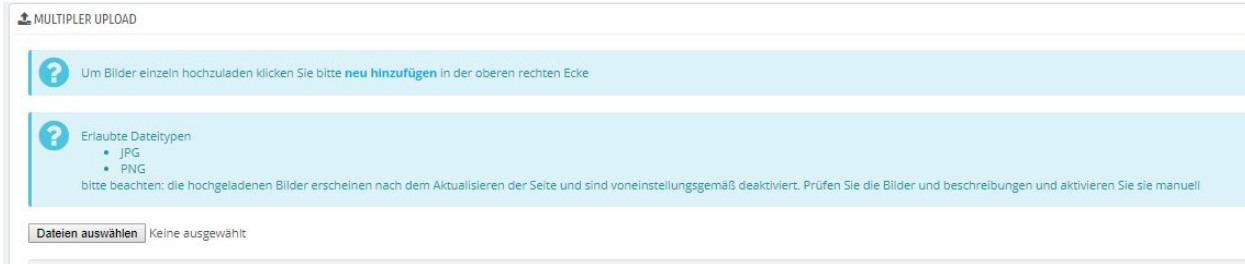 MULTIPLER UPLOAD
Um Bilder einzeln hochzuladen klicken Sie bitte neu hinzufügen in der oberen rechten Ecke
Erlaubte Dateitypen
• JPG
• PNG
bitte beachten: die hochgeladenen Bilder erscheinen nach dem Aktualisieren der Seite und sind voneinstellungsgemäß deaktiviert. Prüfen Sie die Bilder und beschreibungen und aktivieren Sie sie manuell
Dateien auswählen Keine ausgewählt